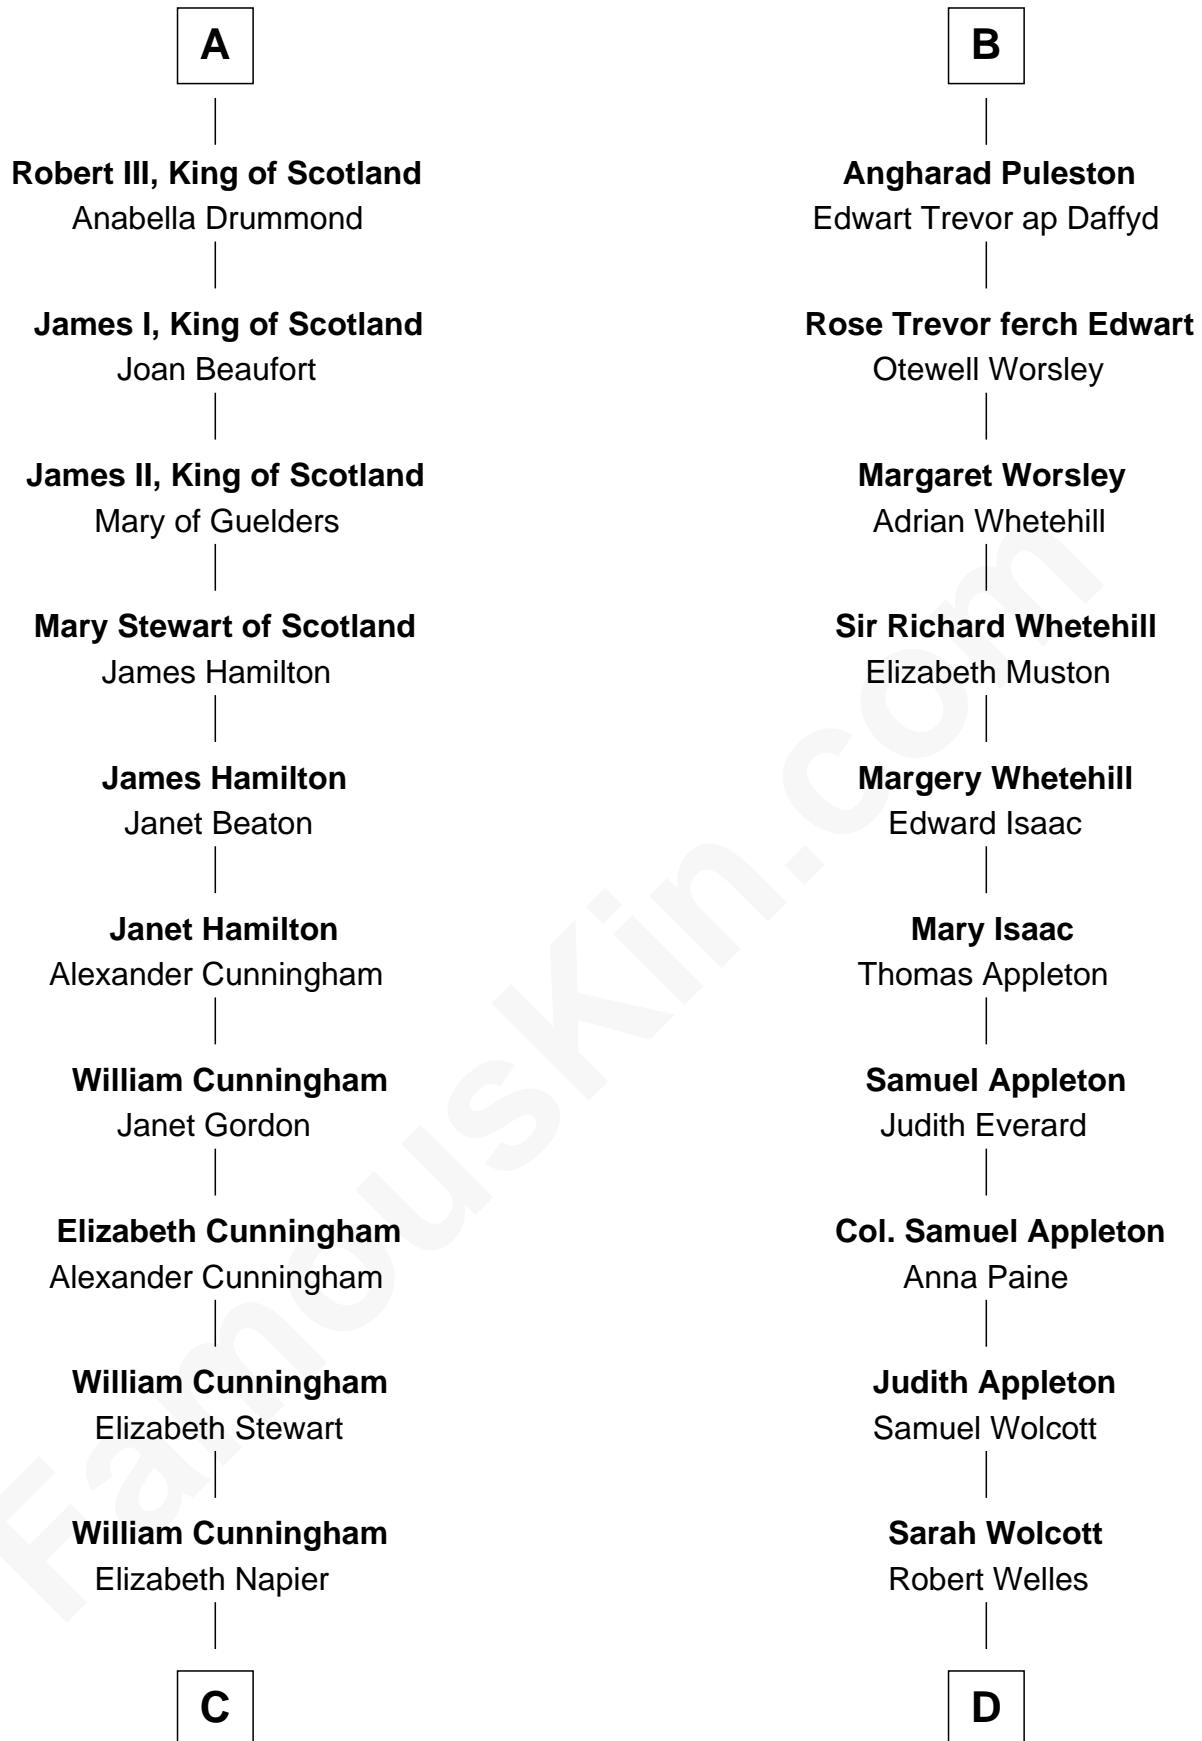 A
Robert III, King of Scotland
Anabella Drummond
James I, King of Scotland
Joan Beaufort
James II, King of Scotland
Mary of Guelders
Mary Stewart of Scotland
James Hamilton
James Hamilton
Janet Beaton
Janet Hamilton
Alexander Cunningham
William Cunningham
Janet Gordon
Elizabeth Cunningham
Alexander Cunningham
William Cunningham
Elizabeth Stewart
William Cunningham
Elizabeth Napier
C
B
Angharad Puleston
Edwart Trevor ap Daffyd
Rose Trevor ferch Edwart
Otewell Worsley
Margaret Worsley
Adrian Whetehill
Sir Richard Whetehill
Elizabeth Muston
Margery Whetehill
Edward Isaac
Mary Isaac
Thomas Appleton
Samuel Appleton
Judith Everard
Col. Samuel Appleton
Anna Paine
Judith Appleton
Samuel Wolcott
Sarah Wolcott
Robert Welles
D
FamousKin.com